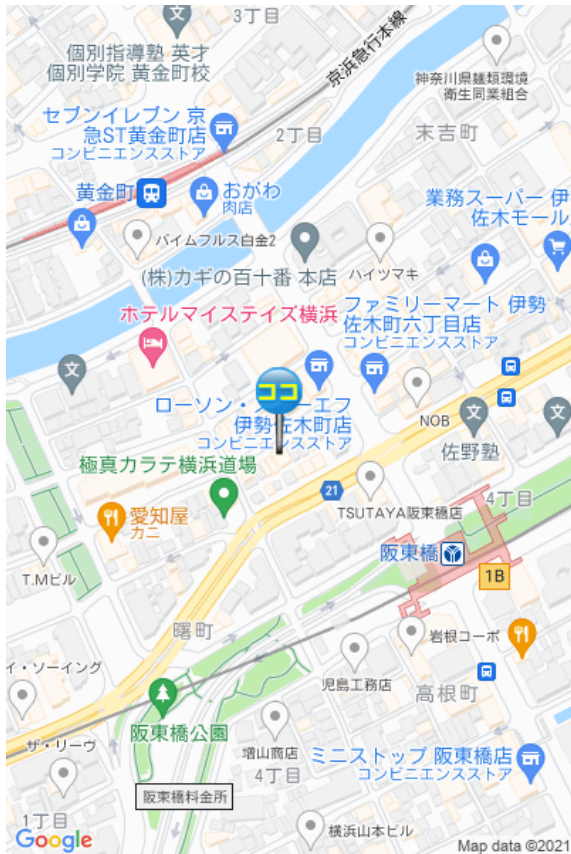 3丁目
個別指導塾 英才
個別学院 黄金町校
京浜急行本線
神奈川県麺類環境
衛生同業組合
セブンイレブン 京
急ST黄金町店
コンビニエンスストア
2丁目
末吉町
黄金町
おがわ
肉店
業務スーパー 伊
佐木モール
パイムフルス白金2
(株)カギの百十番 本店
ハイツマキ
ホテルマイステイズ横浜
ファミリーマート 伊勢
佐木町六丁目店
コンビニエンスストア
ココ
ローソン・スリーエフ
伊勢佐木町店
コンビニエンスストア
NOB
佐野塾
極真カラテ横浜道場
21
TSUTAYA阪東橋店
4丁目
愛知屋
カニ
阪東橋
T.Mビル
1B
曙町
岩根コーポ
イ・ソーイング
児島工務店
高根町
阪東橋公園
ザ・リーヴ
増山商店
4丁目
ミニストップ 阪東橋店
コンビニエンスストア
阪東橋料金所
1丁目
横浜山本ビル
Google
Map data ©2021